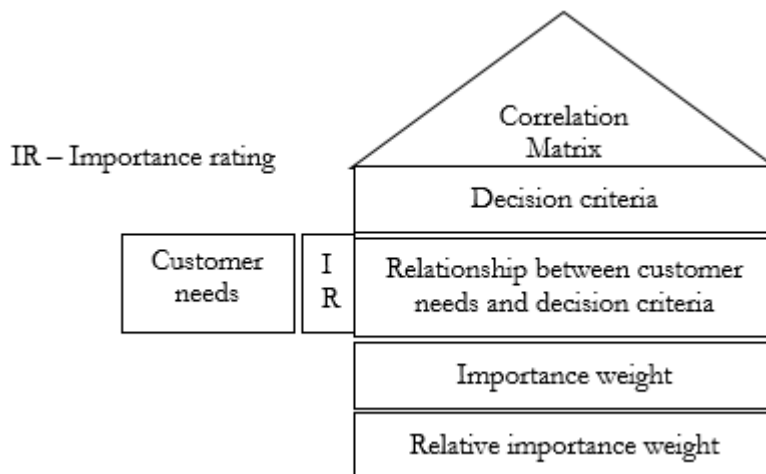 Correlation
Matrix
IR – Importance rating
Decision criteria
Customer
needs
I
R
Relationship between customer
needs and decision criteria
Importance weight
Relative importance weight